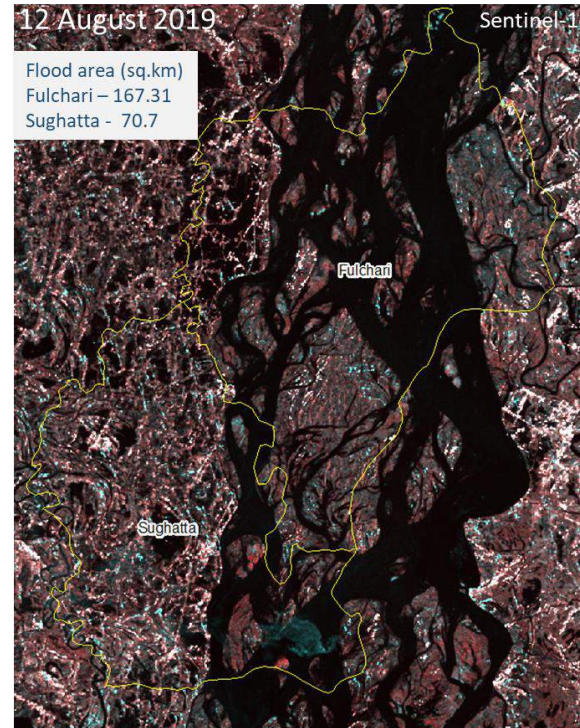 12 August 2019
Sentinel-1
Flood area (sq.km)
Fulchari – 167.31
Sughatta - 70.7
Fulchari
Sughatta